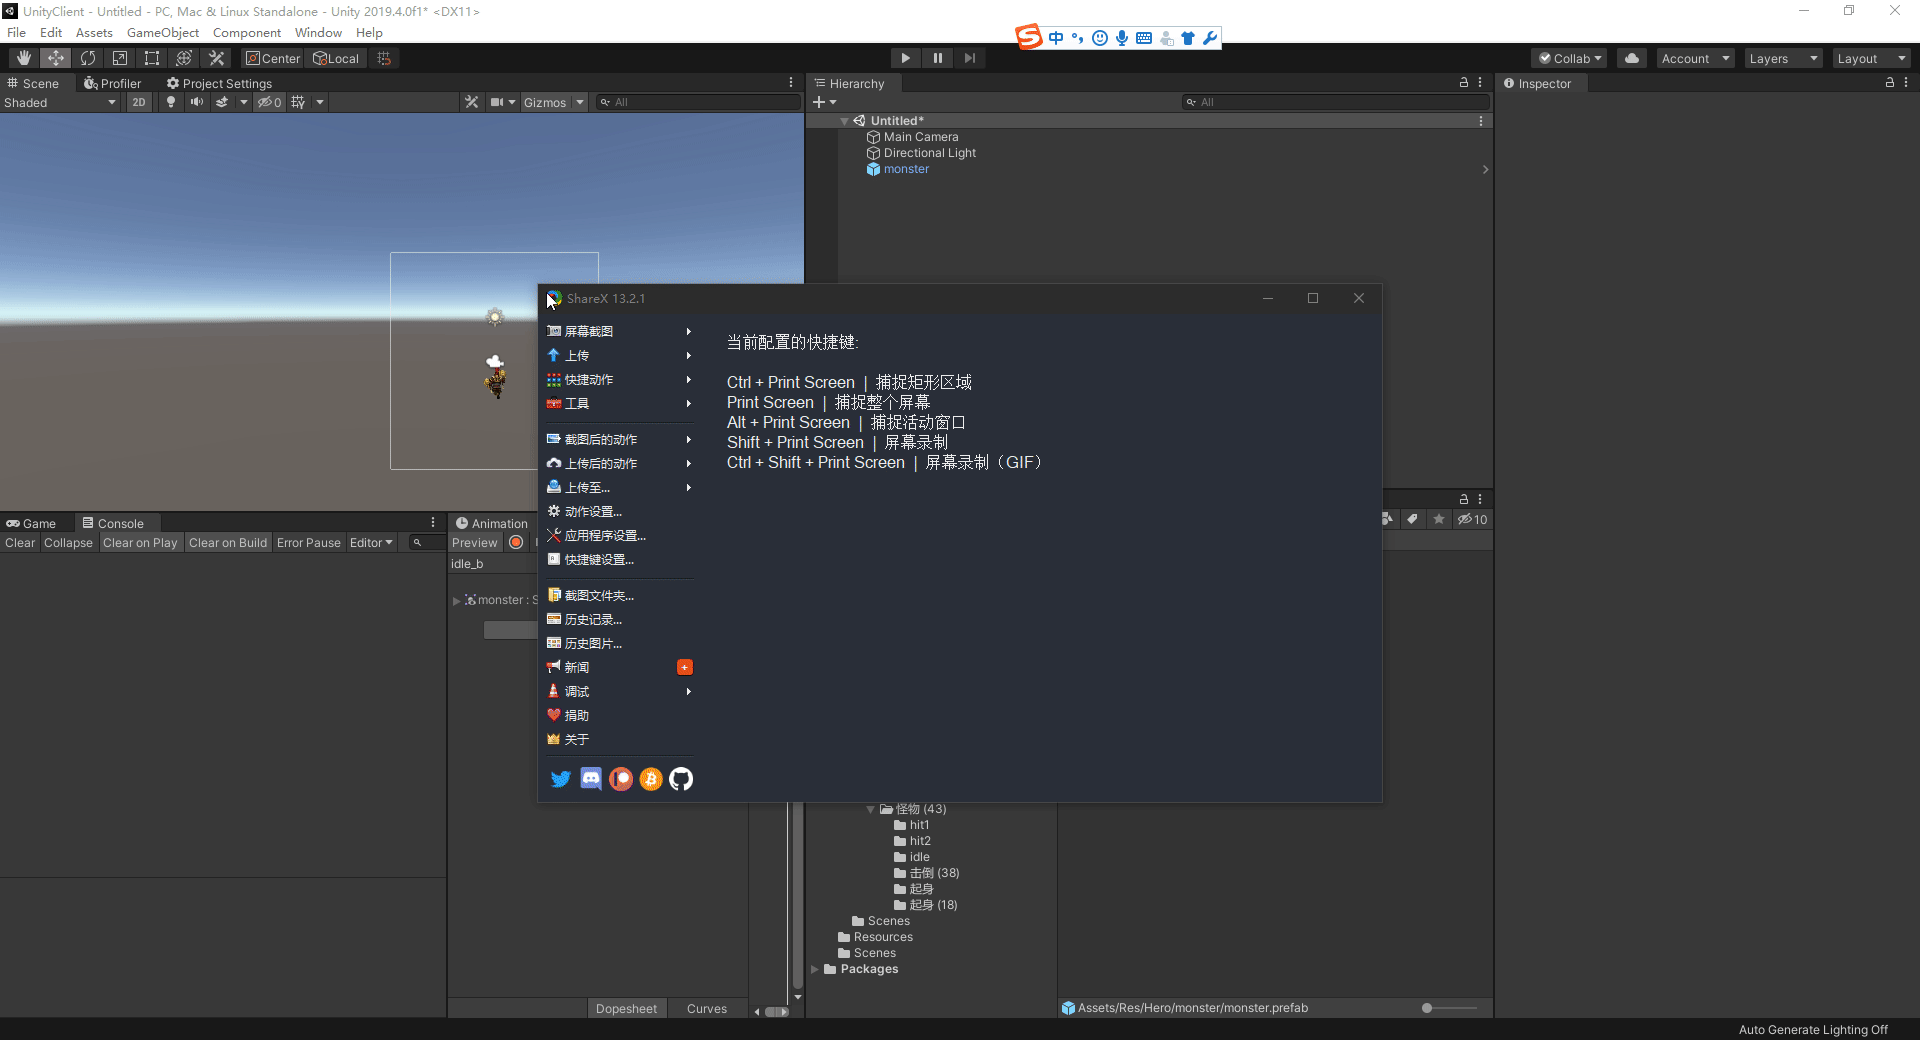 UnityClient - Untitled - PC, Mac & Linux Standalone - Unity 2019.4.0f1* <DX11>
File Edit Assets GameObject Component Window Help
中
Center Local
Collab Account Layers Layout
Scene Profiler Project Settings
Shaded 2D 0 Gizmos All
Hierarchy
All
Inspector
Untitled*
Main Camera
Directional Light
monster
ShareX 13.2.1
屏幕截图
上传
快捷动作
工具
截图后的动作
上传后的动作
上传至...
动作设置...
应用程序设置...
快捷键设置...
截图文件夹...
历史记录...
历史图片...
新闻
调试
捐助
关于
当前配置的快捷键:
Ctrl + Print Screen | 捕捉矩形区域
Print Screen | 捕捉整个屏幕
Alt + Print Screen | 捕捉活动窗口
Shift + Print Screen | 屏幕录制
Ctrl + Shift + Print Screen | 屏幕录制（GIF）
Game Console
Clear Collapse Clear on Play Clear on Build Error Pause Editor
Animation
Preview
idle_b
monster : S
10
怪物 (43)
hit1
hit2
idle
击倒 (38)
起身
起身 (18)
Scenes
Resources
Scenes
Packages
Dopesheet Curves
Assets/Res/Hero/monster/monster.prefab
Auto Generate Lighting Off